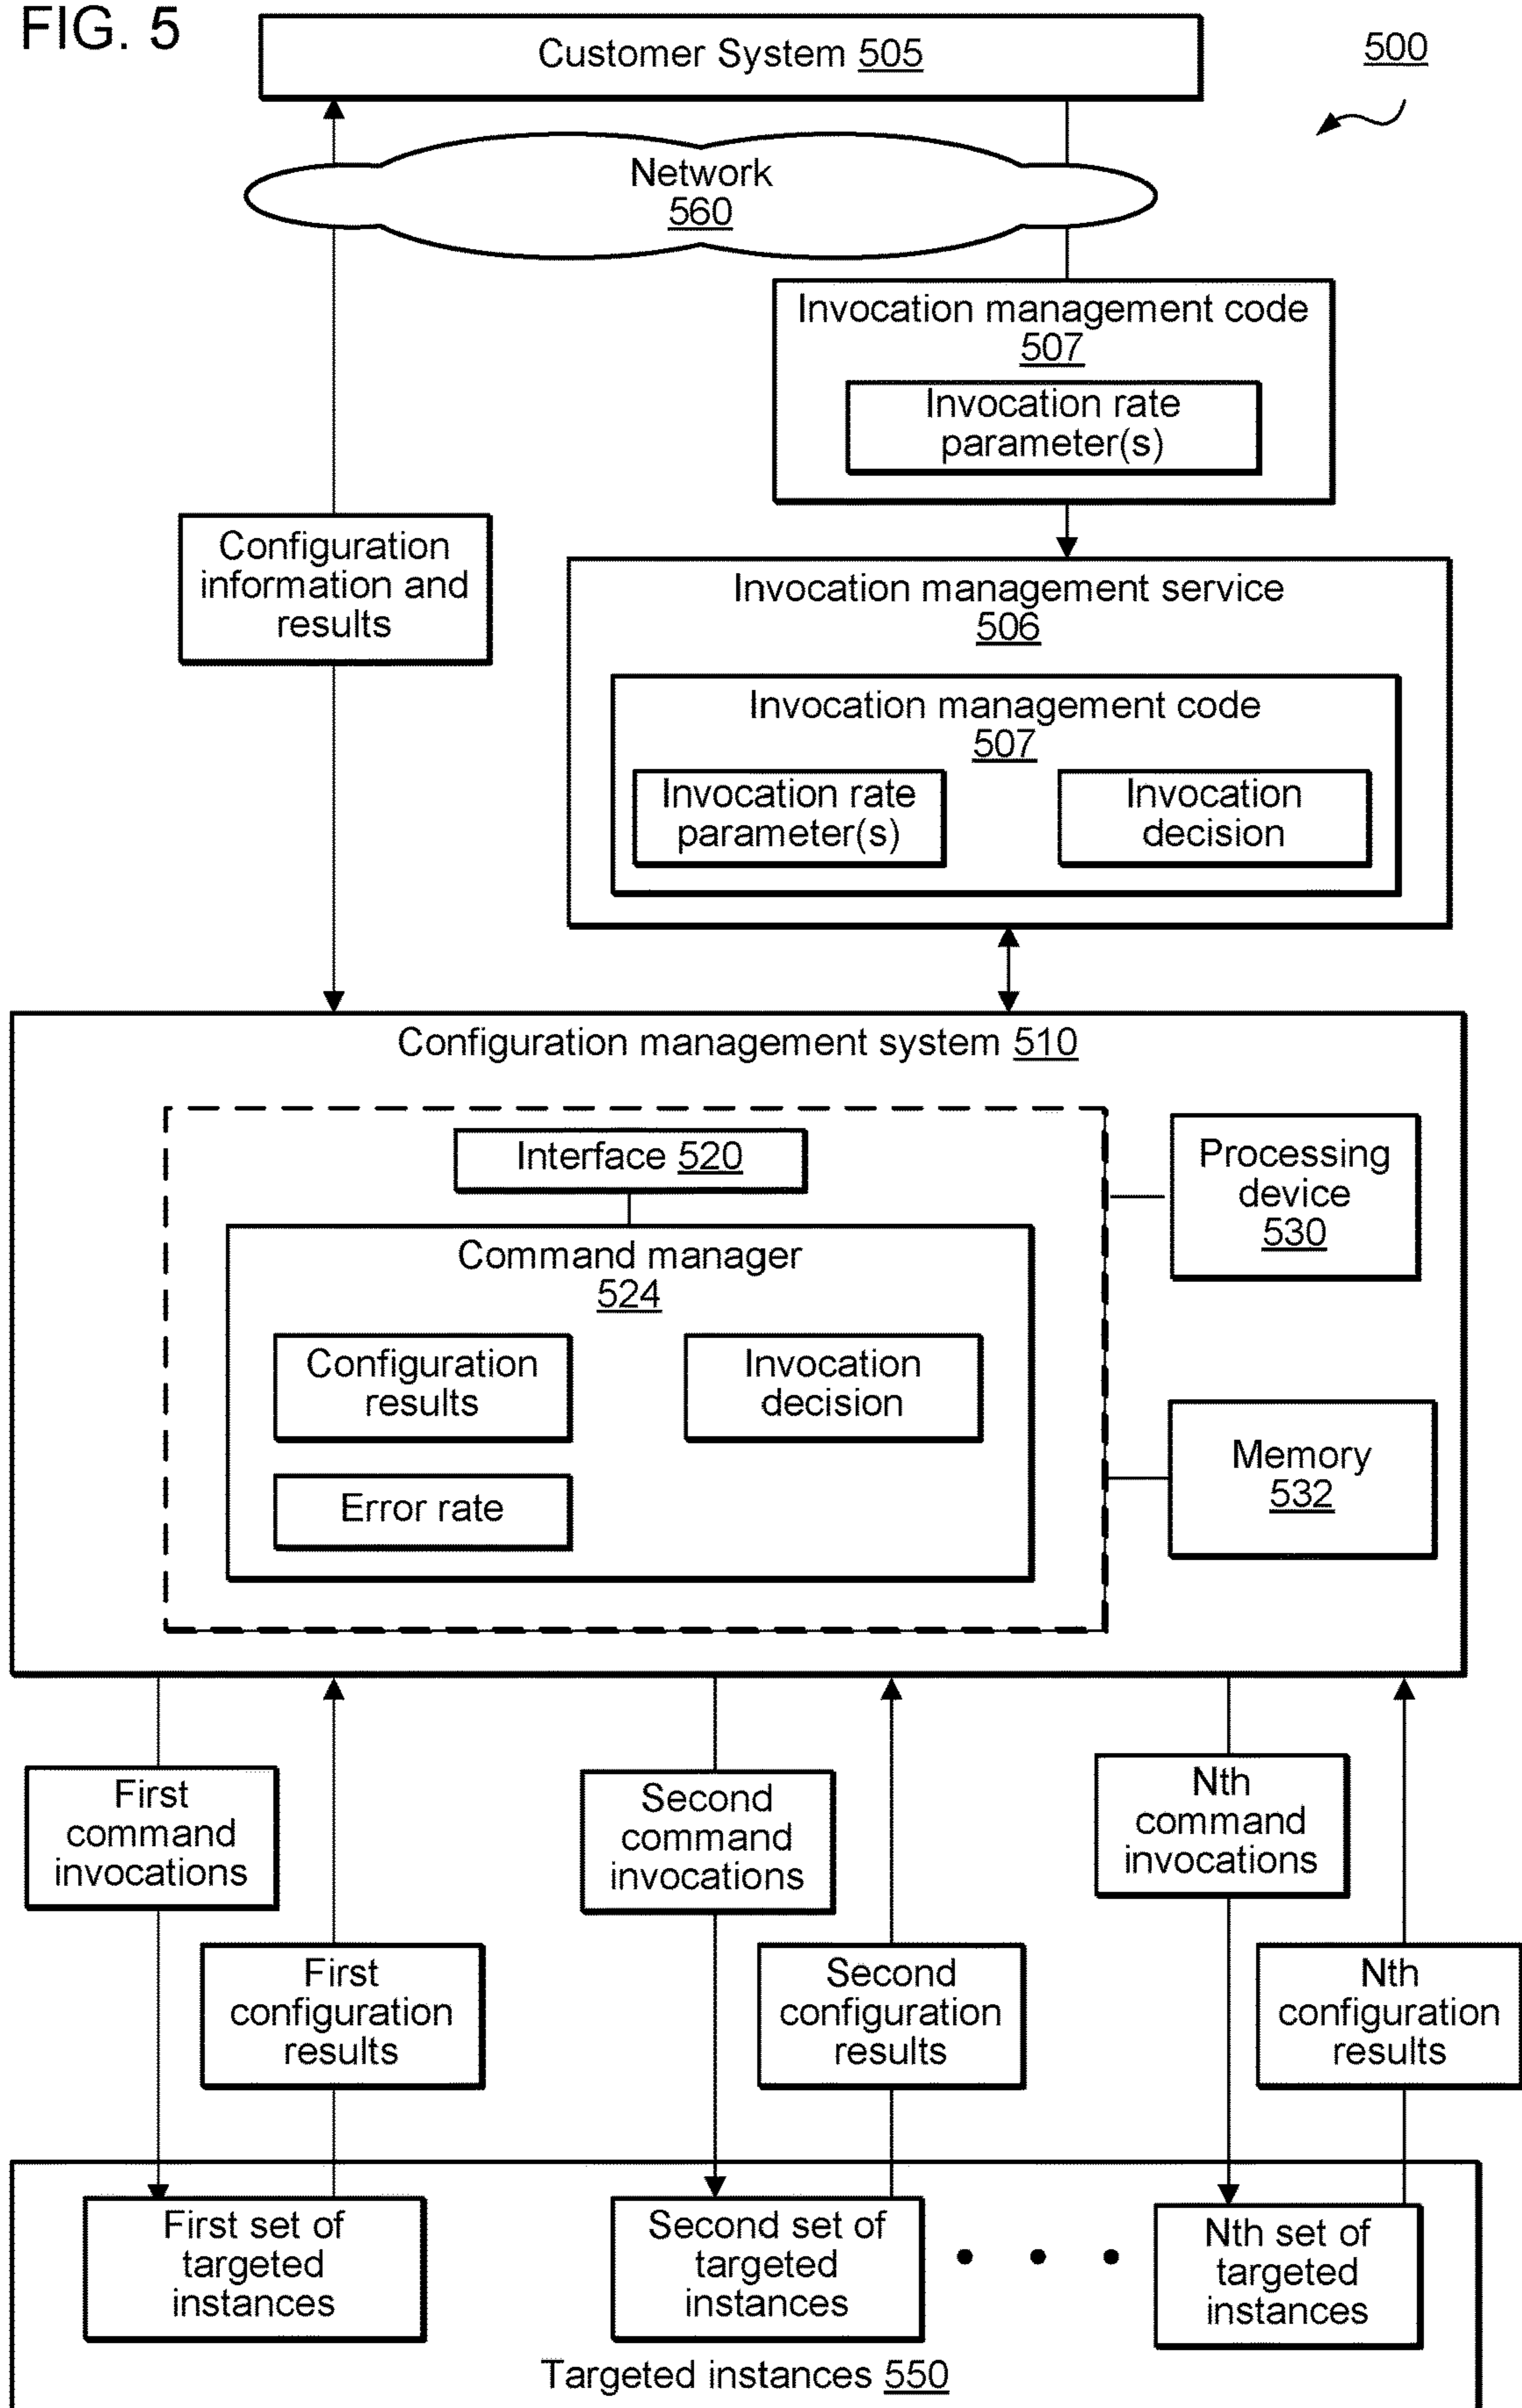 FIG. 5
Customer System 505
500
Network
560
Invocation management code
507
Invocation rate
parameter(s)
Configuration
information and
results
Invocation management service
506
Invocation management code
507
Invocation rate
parameter(s)
Invocation
decision
Configuration management system 510
Interface 520
Processing
device
530
Command manager
524
Configuration
results
Invocation
decision
Error rate
Memory
532
First
command
invocations
Second
command
invocations
Nth
command
invocations
First
configuration
results
Second
configuration
results
Nth
configuration
results
First set of
targeted
instances
Second set of
targeted
instances
• • •
Nth set of
targeted
instances
Targeted instances 550